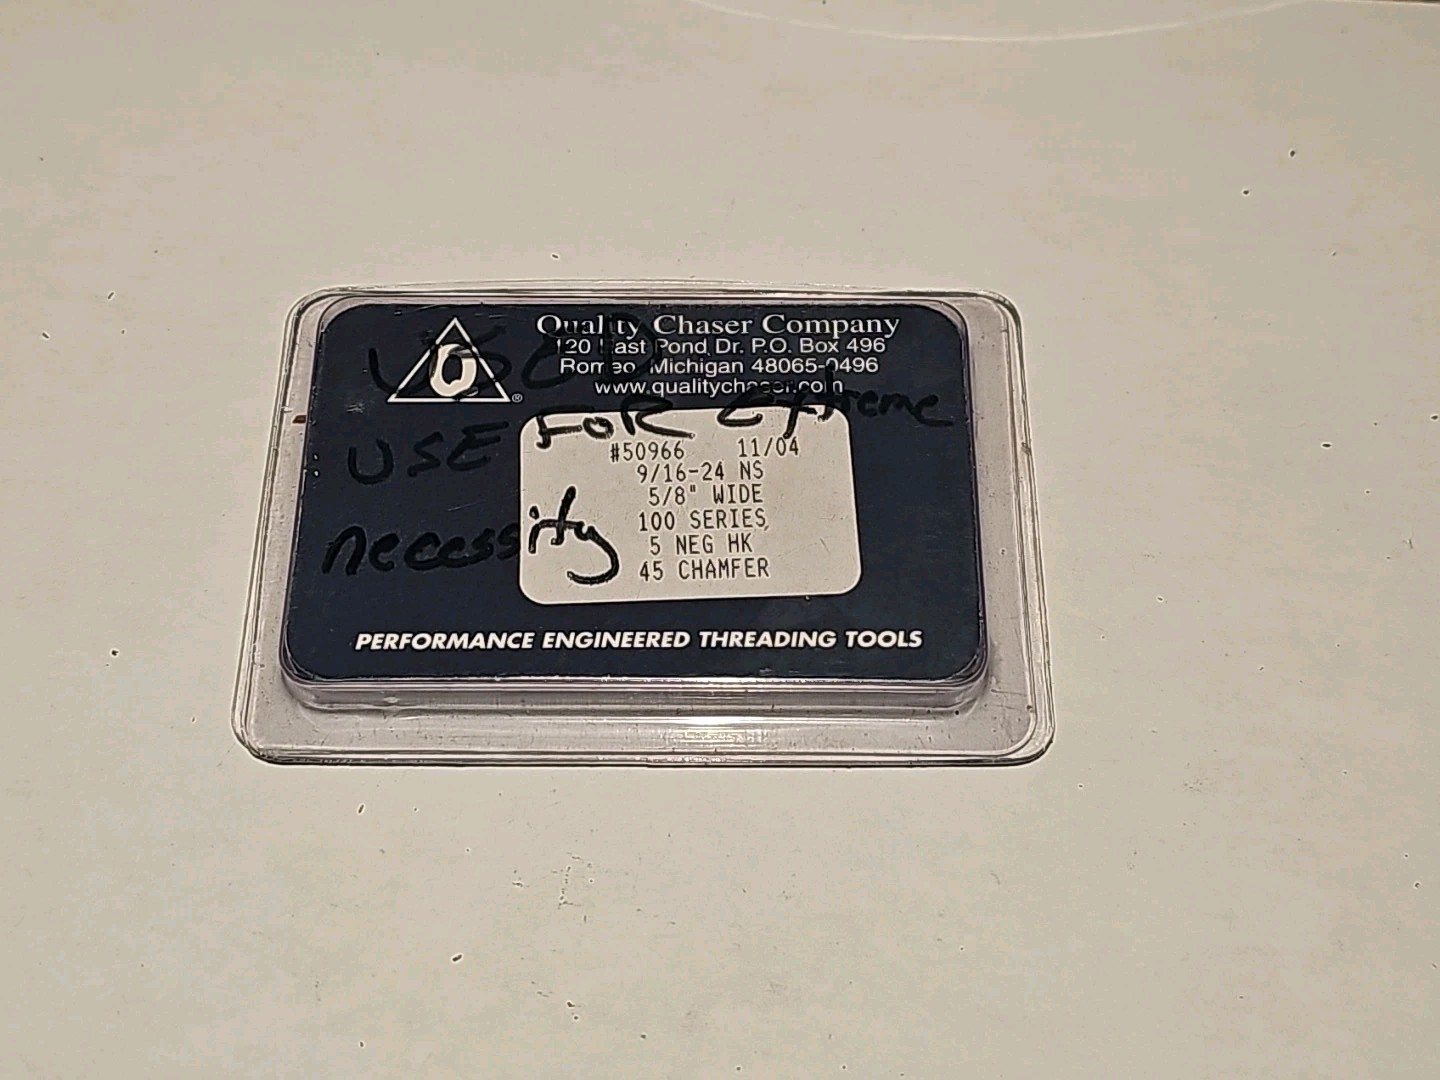 Quality Chaser Company
120 East Pond Dr. P.O. Box 496
Romeo, Michigan 48065-0496
www.qualitychaser.com
USED
USE FOR extreme
necessity
#50966 11/04
9/16-24 NS
5/8" WIDE
100 SERIES
5 NEG HK
45 CHAMFER
PERFORMANCE ENGINEERED THREADING TOOLS